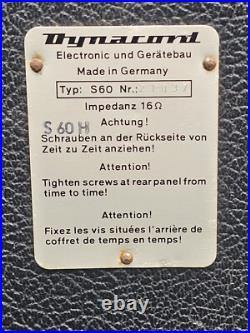 Dynacord
Electronic und Gerätebau
Made in Germany
Typ: S60 Nr.:
Impedanz 16Ω
Achtung!
S 60 H
Schrauben an der Rückseite von
Zeit zu Zeit anziehen!
Attention!
Tighten screws at rear panel from
time to time!
Attention!
Fixez les vis situées l'arrière de
coffret de temps en temps!